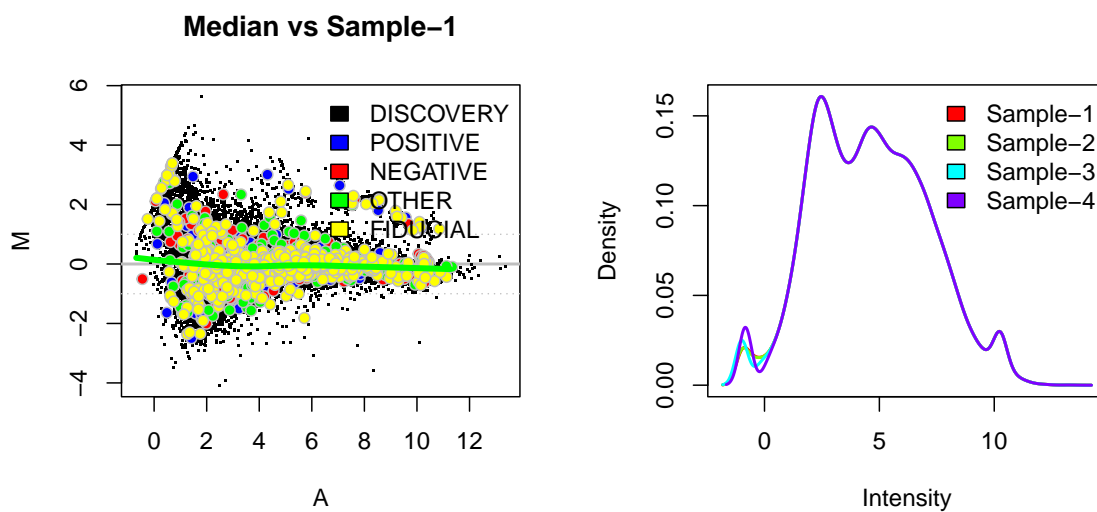 Median vs Sample−1
M
6
4
2
0
−2
−4
DISCOVERY
POSITIVE
NEGATIVE
OTHER
FIDUCIAL
0 2 4 6 8 10 12
A
Density
0.15
0.10
0.05
0.00
Sample−1
Sample−2
Sample−3
Sample−4
0 5 10
Intensity